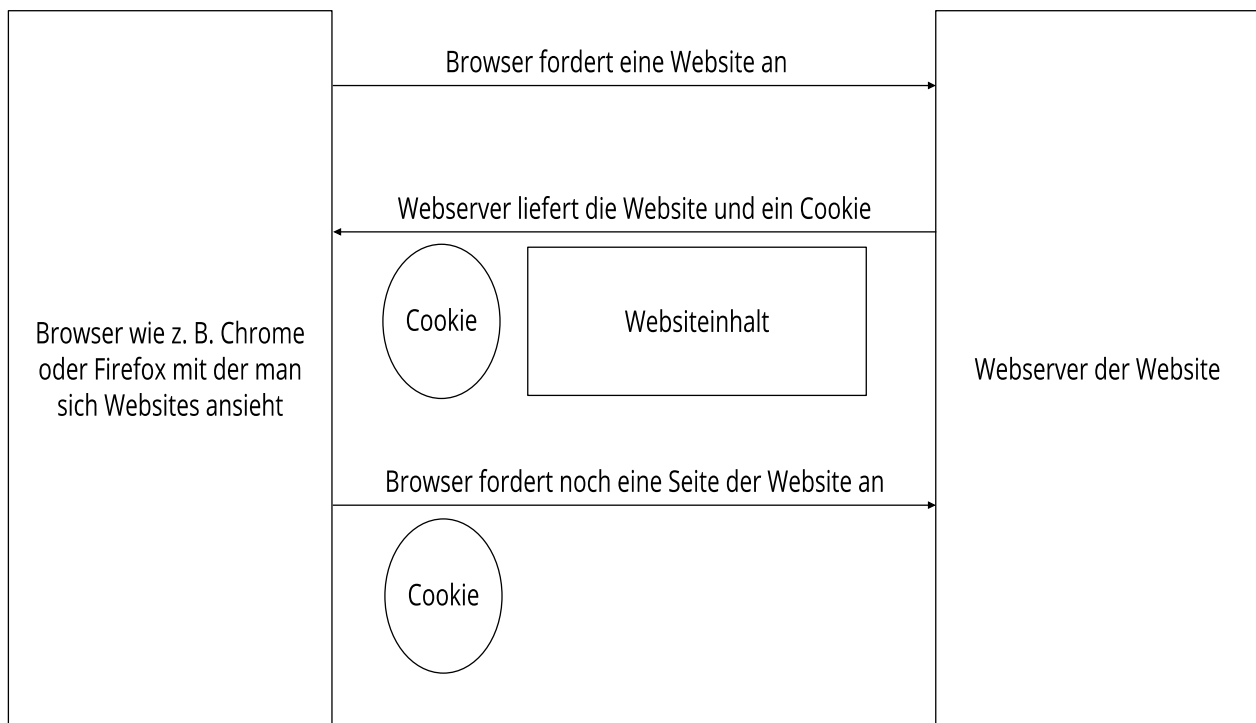 Browser fordert eine Website an
Webserver liefert die Website und ein Cookie
Cookie
Websiteinhalt
Browser wie z. B. Chrome
oder Firefox mit der man
sich Websites ansieht
Webserver der Website
Browser fordert noch eine Seite der Website an
Cookie